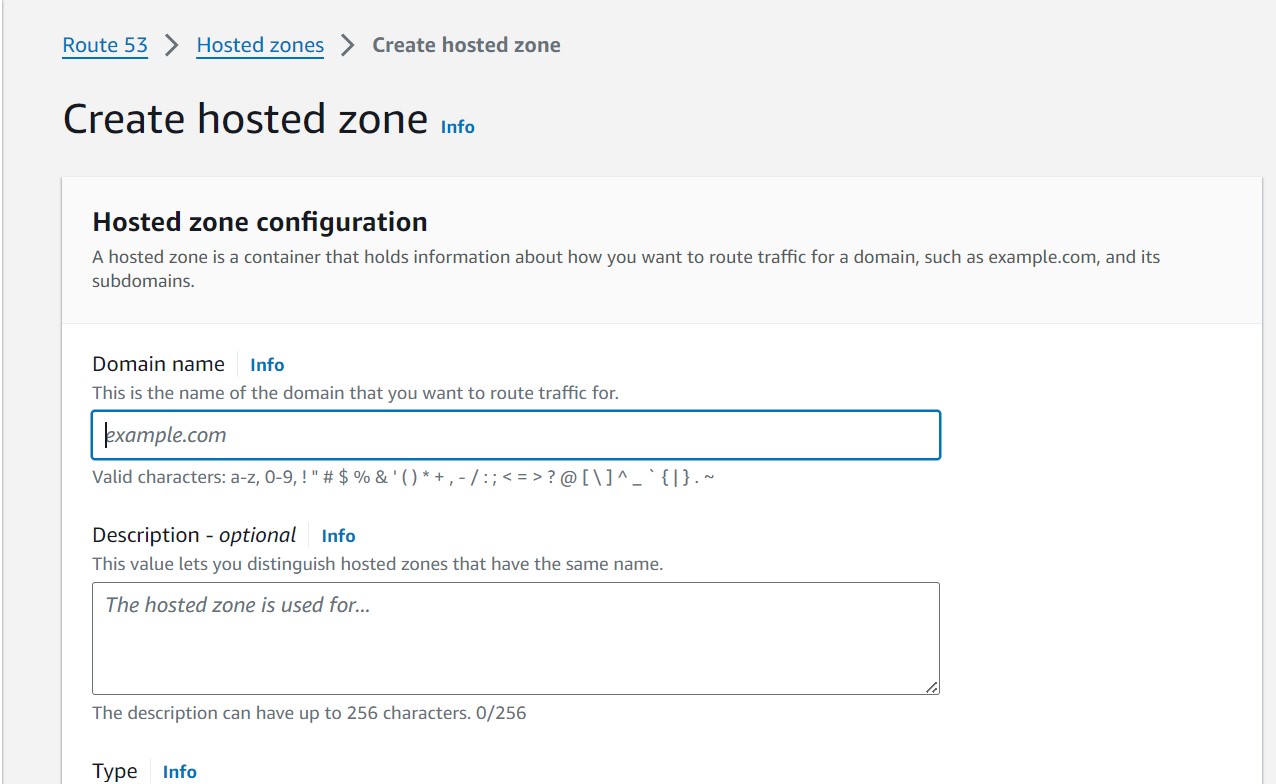 Route 53 > Hosted zones > Create hosted zone
Create hosted zone Info
Hosted zone configuration
A hosted zone is a container that holds information about how you want to route traffic for a domain, such as example.com, and its
subdomains.
Domain name Info
This is the name of the domain that you want to route traffic for.
example.com
Valid characters: a-z, 0-9, ! " # $ % & ' ( ) * + , - / : ; < = > ? @ [ \ ] ^ _ ` { | } . ~
Description - optional Info
This value lets you distinguish hosted zones that have the same name.
The hosted zone is used for...
The description can have up to 256 characters. 0/256
Type Info